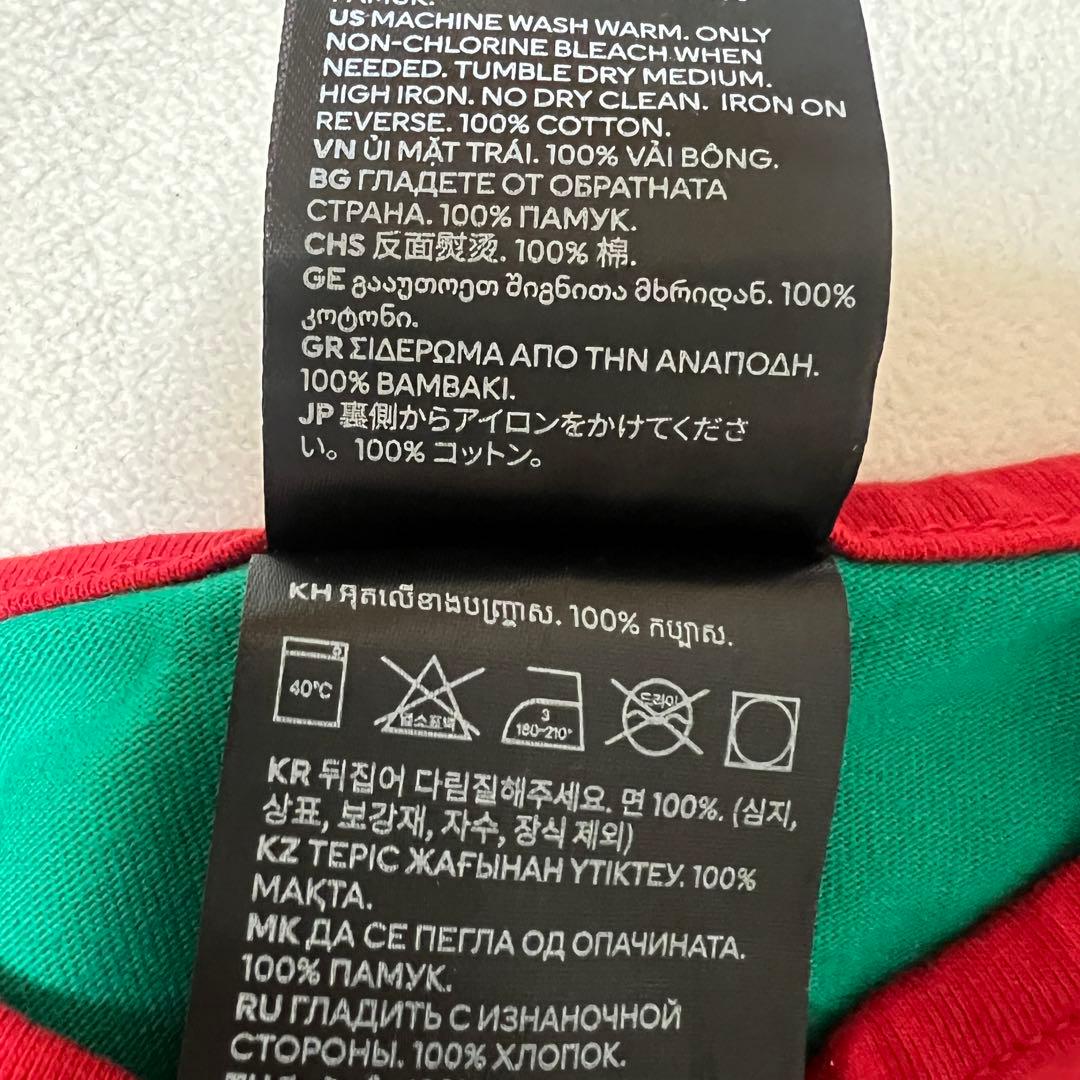 US MACHINE WASH WARM. ONLY
NON-CHLORINE BLEACH WHEN
NEEDED. TUMBLE DRY MEDIUM.
HIGH IRON. NO DRY CLEAN. IRON ON
REVERSE. 100% COTTON.
VN ỦI MẶT TRÁI. 100% VẢI BÔNG.
BG ГЛАДЕТЕ ОТ ОБРАТНАТА
СТРАНА. 100% ПАМУК.
CHS 反面熨烫. 100% 棉.
GE გააუთოეთ შიგნითა მხრიდან. 100%
კოტონი.
GR ΣΙΔΕΡΩΜΑ ΑΠΟ ΤΗΝ ΑΝΑΠΟΔΗ.
100% ΒΑΜΒΑΚΙ.
JP 裏側からアイロンをかけてくださ
い。100% コットン。
KH អ៊ុតលើខាងបញ្ច្រាស. 100% កប្បាស.
40°C
염소표백
3
180~210°
드라이
KR 뒤집어 다림질해주세요. 면 100%. (심지,
상표, 보강재, 자수, 장식 제외)
KZ ТЕРІС ЖАҒЫНАН ҮТІКТЕУ. 100%
МАҚТА.
MK ДА СЕ ПЕГЛА ОД ОПАЧИНАТА.
100% ПАМУК.
RU ГЛАДИТЬ С ИЗНАНОЧНОЙ
СТОРОНЫ. 100% ХЛОПОК.